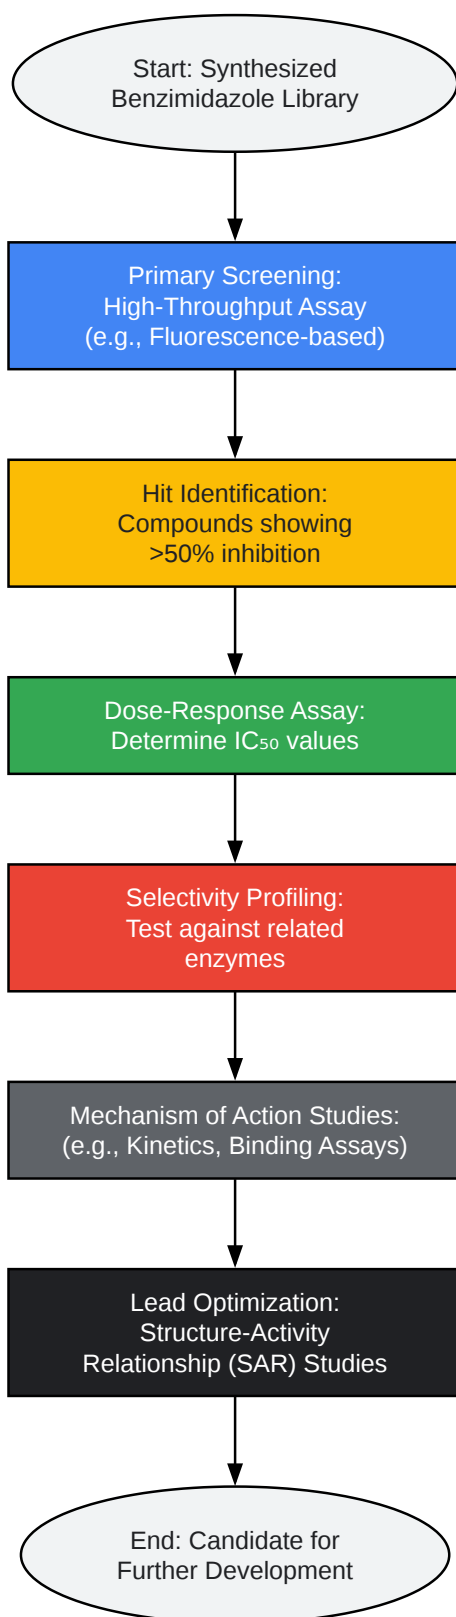 Start: Synthesized
Benzimidazole Library
Primary Screening:
High-Throughput Assay
(e.g., Fluorescence-based)
Hit Identification:
Compounds showing
>50% inhibition
Dose-Response Assay:
Determine IC₅₀ values
Selectivity Profiling:
Test against related
enzymes
Mechanism of Action Studies:
(e.g., Kinetics, Binding Assays)
Lead Optimization:
Structure-Activity
Relationship (SAR) Studies
End: Candidate for
Further Development